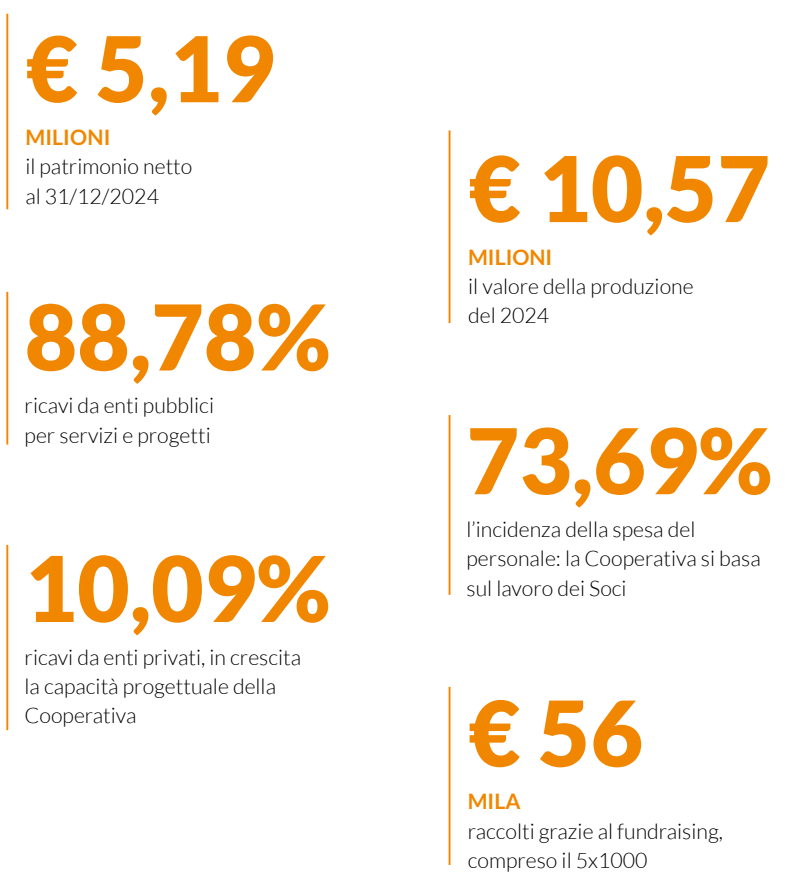 € 5,19
MILIONI
il patrimonio netto
al 31/12/2024
€ 10,57
MILIONI
il valore della produzione
del 2024
88,78%
ricavi da enti pubblici
per servizi e progetti
73,69%
l’incidenza della spesa del
personale: la Cooperativa si basa
sul lavoro dei Soci
10,09%
ricavi da enti privati, in crescita
la capacità progettuale della
Cooperativa
€ 56
MILA
raccolti grazie al fundraising,
compreso il 5x1000